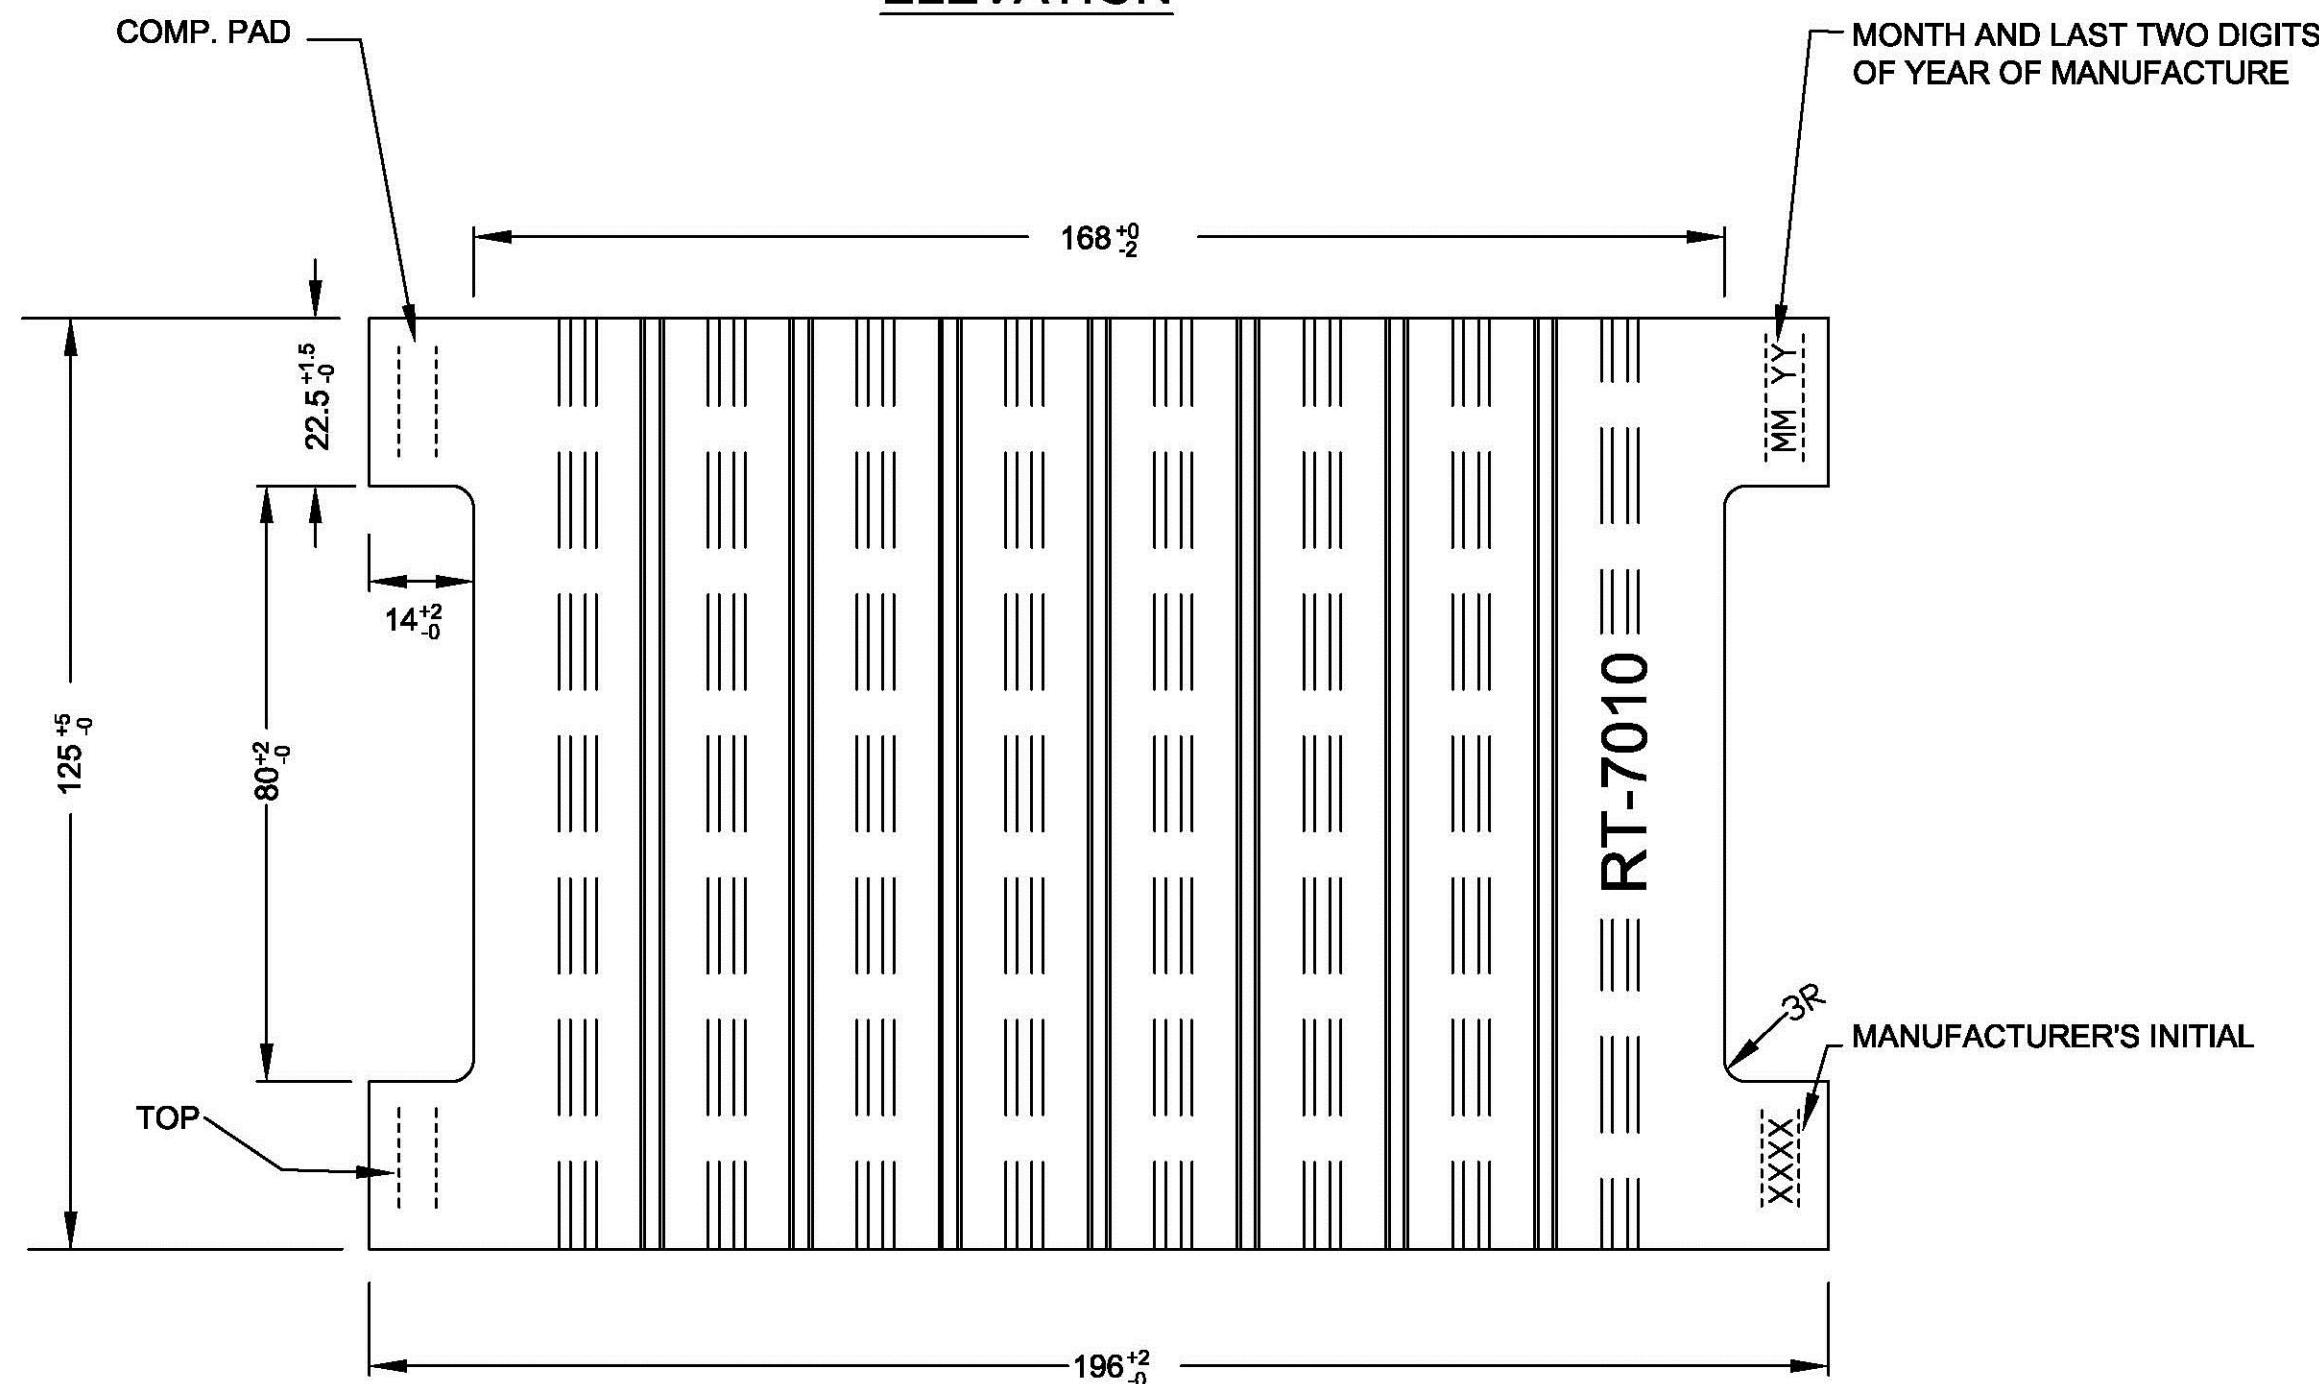 ELEVATION
COMP. PAD
MONTH AND LAST TWO DIGITS
OF YEAR OF MANUFACTURE
168 +0 -2
22.5 +1.5 -0
MM YY
14 +2 -0
125 +5 -0
80 +2 -0
RT-7010
3R
MANUFACTURER'S INITIAL
TOP
XXXX
196 +2 -0